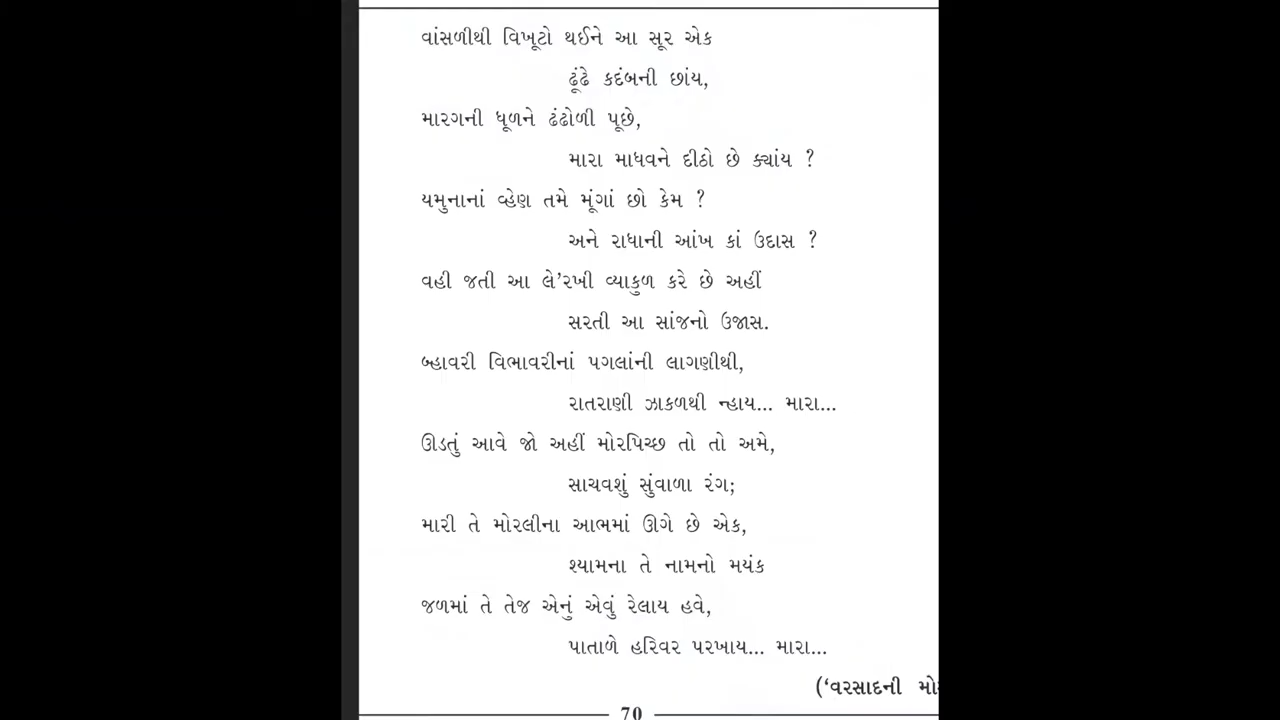 વાંસળીથી વિખૂટો થઈને આ સૂર એક
ઢૂંઢે કદંબની છાંય,
મારગની ધૂળને ઢંઢોળી પૂછે,
મારા માધવને દીઠો છે ક્યાંય ?
યમુનાનાં વ્હેણ તમે મૂંગાં છો કેમ ?
અને રાધાની આંખ કાં ઉદાસ ?
વહી જતી આ લે'રખી વ્યાકુળ કરે છે અહીં
સરતી આ સાંજનો ઉજાસ.
બ્હાવરી વિભાવરીનાં પગલાંની લાગણીથી,
રાતરાણી ઝાકળથી ન્હાય... મારા...
ઊડતું આવે જો અહીં મોરપિચ્છ તો તો અમે,
સાચવશું સુંવાળા રંગ;
મારી તે મોરલીના આભમાં ઊગે છે એક,
શ્યામના તે નામનો મયંક
જળમાં તે તેજ એનું એવું રેલાય હવે,
પાતાળે હરિવર પરખાય... મારા...
('વરસાદની
70